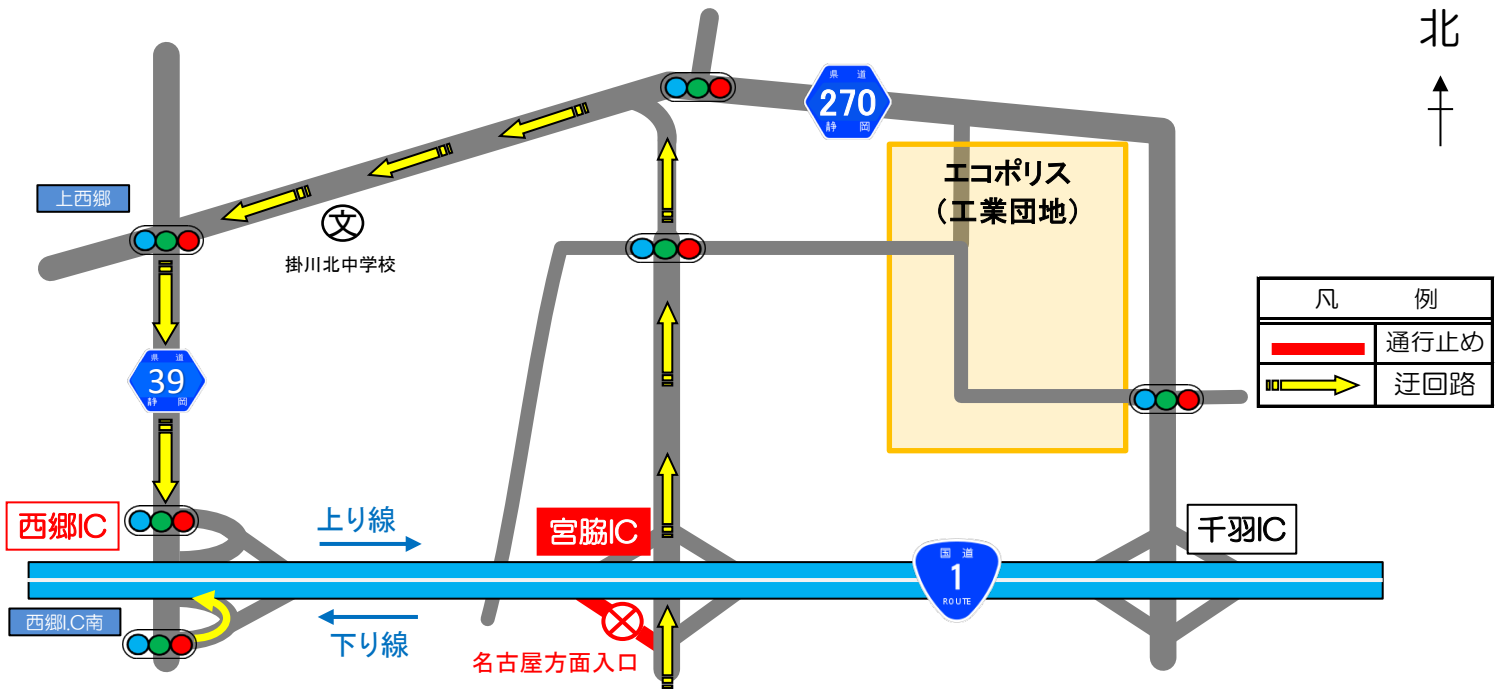 北
県道
270
静岡
エコポリス
(工業団地)
上西郷
文
掛川北中学校
凡 例
通行止め
迂回路
県道
39
静岡
西郷IC
上り線
宮脇IC
千羽IC
国道
1
ROUTE
西郷I.C南
下り線
名古屋方面入口